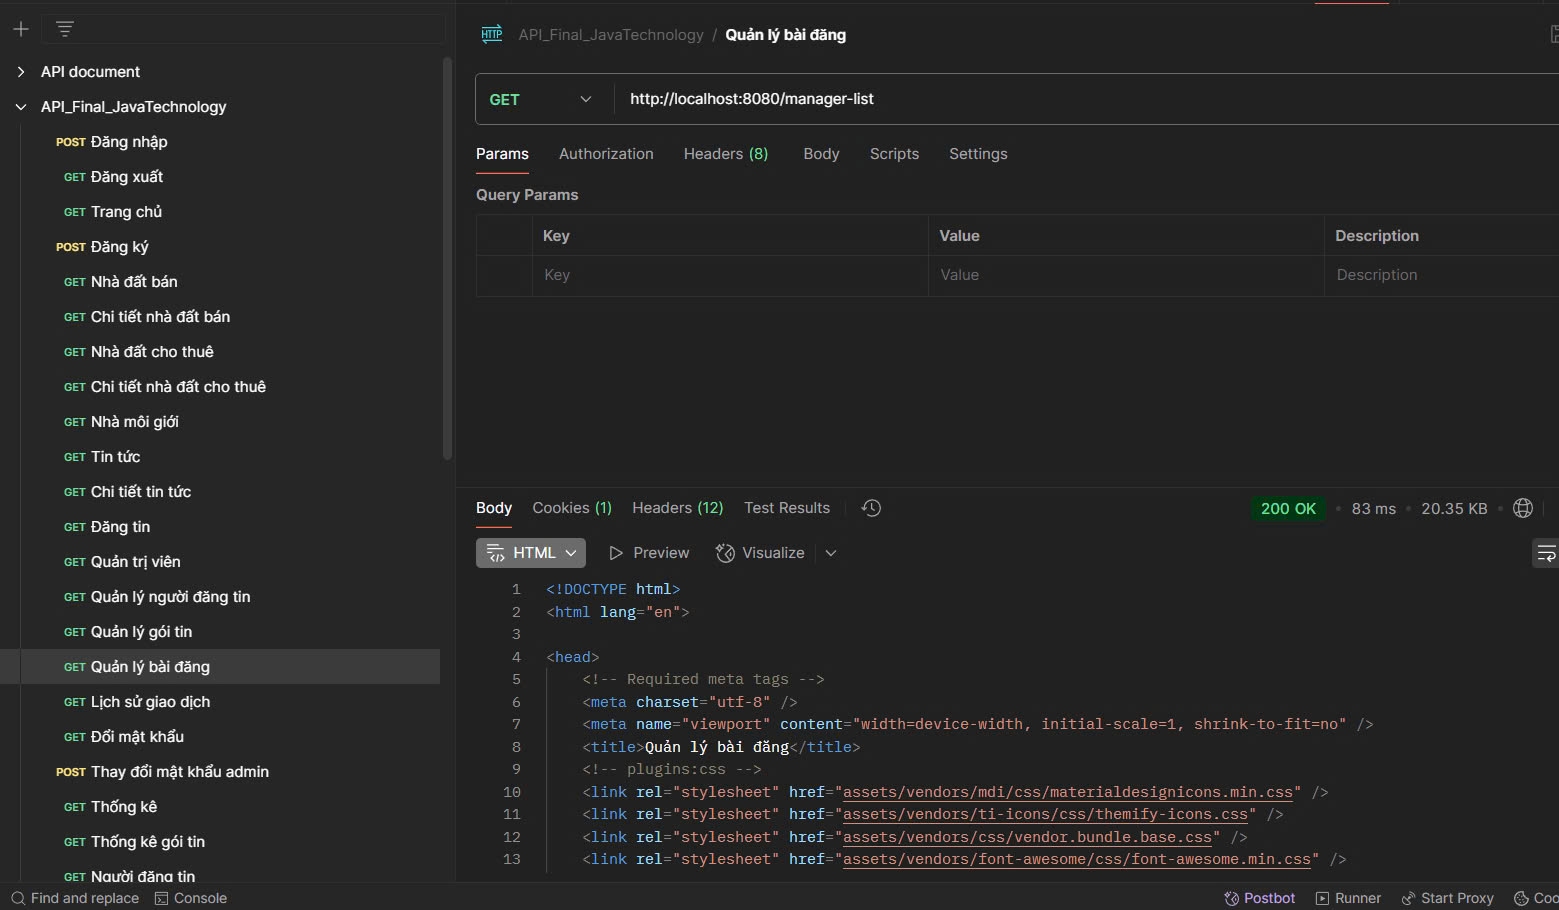 API document
API_Final_JavaTechnology
POST Đăng nhập
GET Đăng xuất
GET Trang chủ
POST Đăng ký
GET Nhà đất bán
GET Chi tiết nhà đất bán
GET Nhà đất cho thuê
GET Chi tiết nhà đất cho thuê
GET Nhà môi giới
GET Tin tức
GET Chi tiết tin tức
GET Đăng tin
GET Quản trị viên
GET Quản lý người đăng tin
GET Quản lý gói tin
GET Quản lý bài đăng
GET Lịch sử giao dịch
GET Đổi mật khẩu
POST Thay đổi mật khẩu admin
GET Thống kê
GET Thống kê gói tin
GET Người đăng tin
HTTP API_Final_JavaTechnology / Quản lý bài đăng
GET http://localhost:8080/manager-list
Params Authorization Headers (8) Body Scripts Settings
Query Params
Key Value Description
Key Value Description
Body Cookies (1) Headers (12) Test Results 200 OK • 83 ms • 20.35 KB •
HTML Preview Visualize
1 <!DOCTYPE html>
2 <html lang="en">
3
4 <head>
5 <!-- Required meta tags -->
6 <meta charset="utf-8" />
7 <meta name="viewport" content="width=device-width, initial-scale=1, shrink-to-fit=no" />
8 <title>Quản lý bài đăng</title>
9 <!-- plugins:css -->
10 <link rel="stylesheet" href="assets/vendors/mdi/css/materialdesignicons.min.css" />
11 <link rel="stylesheet" href="assets/vendors/ti-icons/css/themify-icons.css" />
12 <link rel="stylesheet" href="assets/vendors/css/vendor.bundle.base.css" />
13 <link rel="stylesheet" href="assets/vendors/font-awesome/css/font-awesome.min.css" />
Find and replace Console Postbot Runner Start Proxy Coo